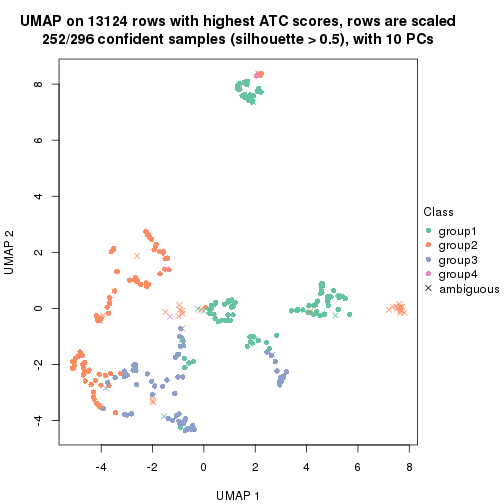 UMAP on 13124 rows with highest ATC scores, rows are scaled
252/296 confident samples (silhouette > 0.5), with 10 PCs
8
6
4
2
0
-2
-4
UMAP 2
-4 -2 0 2 4 6 8
UMAP 1
Class
group1
group2
group3
group4
ambiguous